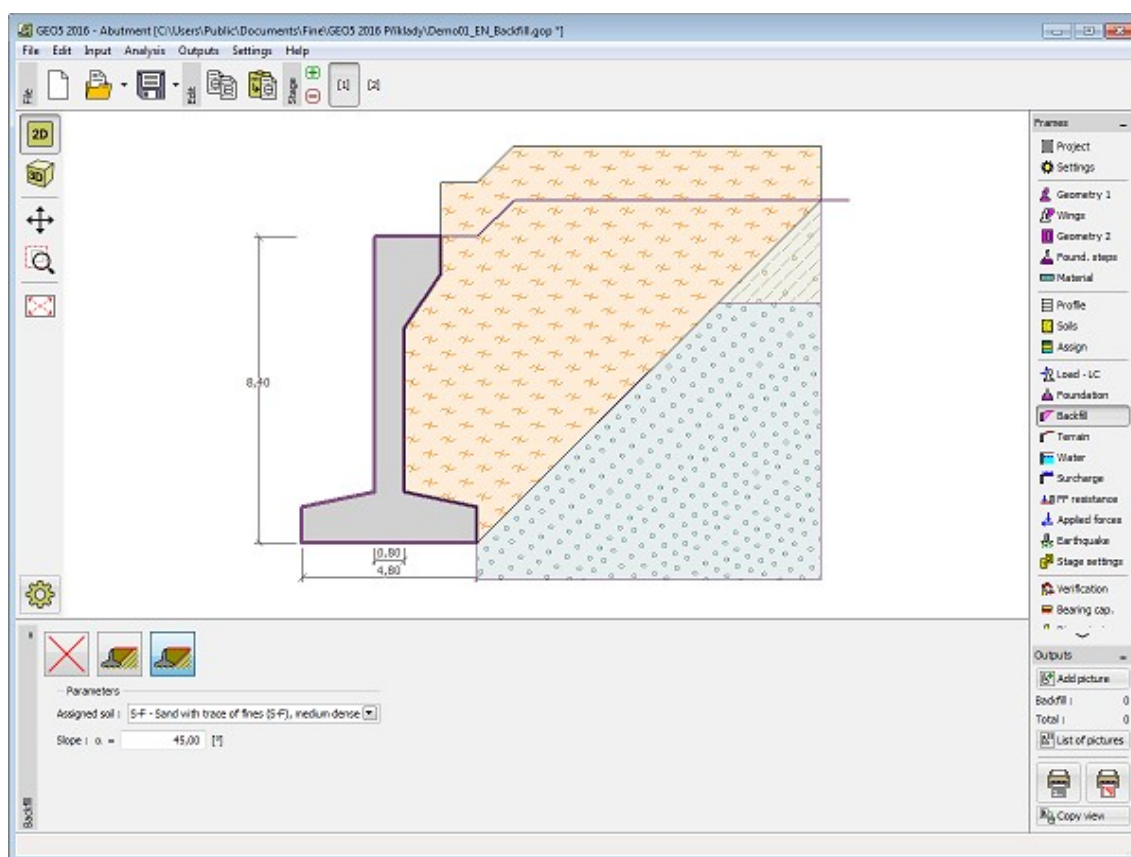 GEO5 2016 - Abutment [C:\Users\Public\Documents\Fine\GEO5 2016 Příklady\Demo01_EN_Backfill.gop *]
File Edit Input Analysis Outputs Settings Help
File
Edit
Stage
[1]
[2]
2D
3D
8,40
0,80
4,80
Frames
Project
Settings
Geometry 1
Wings
Geometry 2
Found. steps
Material
Profile
Soils
Assign
Load - LC
Foundation
Backfill
Terrain
Water
Surcharge
FF resistance
Applied forces
Earthquake
Stage settings
Verification
Bearing cap.
Outputs
Add picture
Backfill : 0
Total : 0
List of pictures
Copy view
Backfill
Parameters
Assigned soil : S-F - Sand with trace of fines (S-F), medium dense
Slope : α = 45,00 [°]